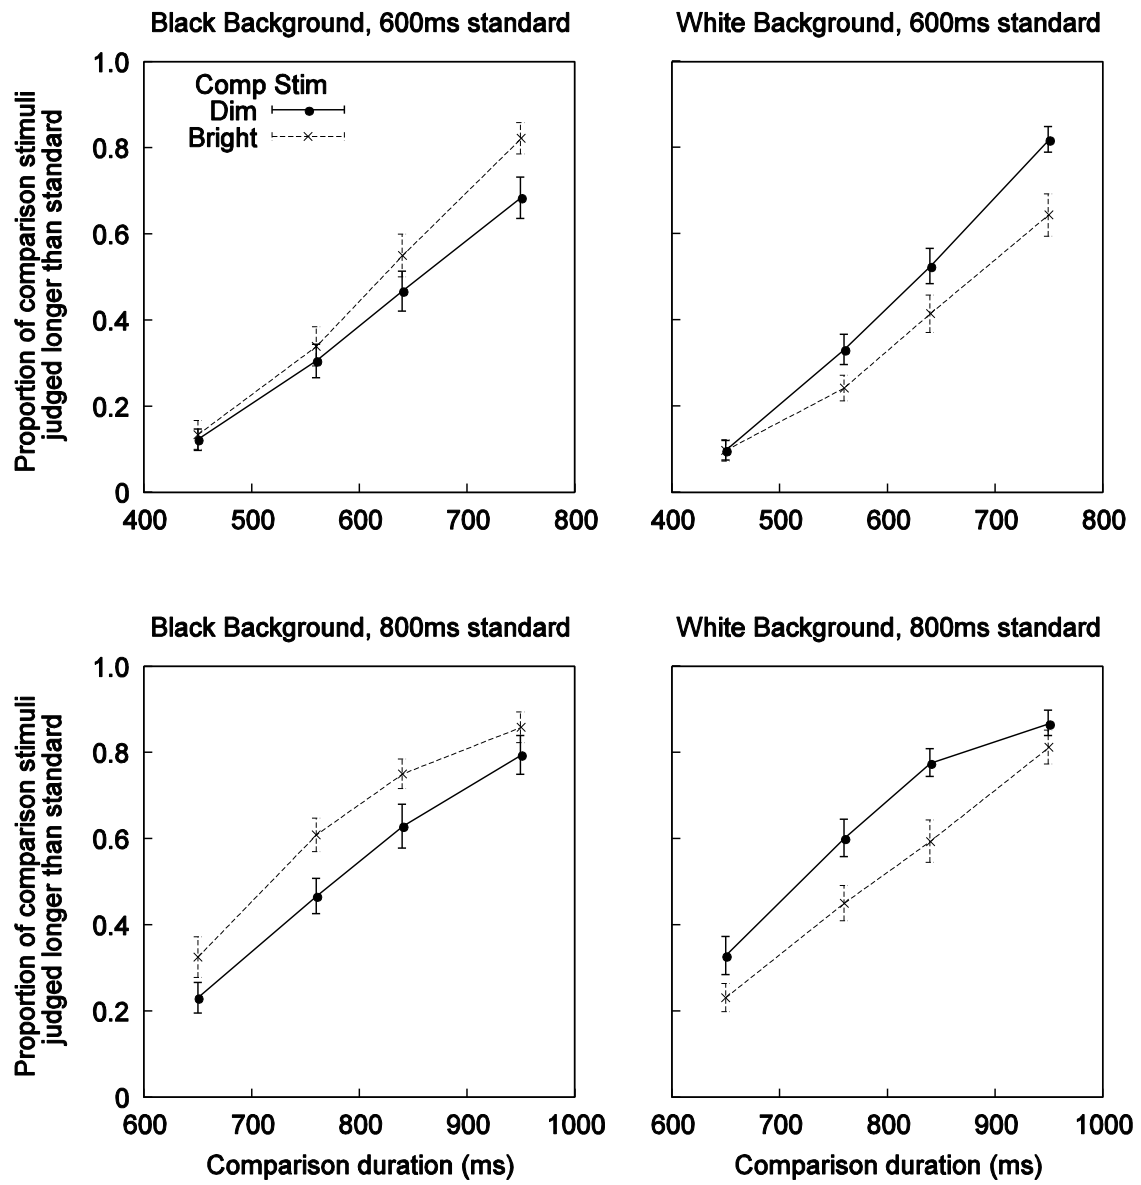 Black Background, 600ms standard
White Background, 600ms standard
Proportion of comparison stimuli
judged longer than standard
1.0
0.8
0.6
0.4
0.2
0
Comp Stim
Dim
Bright
400 500 600 700 800
400 500 600 700 800
Black Background, 800ms standard
White Background, 800ms standard
Proportion of comparison stimuli
judged longer than standard
1.0
0.8
0.6
0.4
0.2
0
600 700 800 900 1000
600 700 800 900 1000
Comparison duration (ms)
Comparison duration (ms)